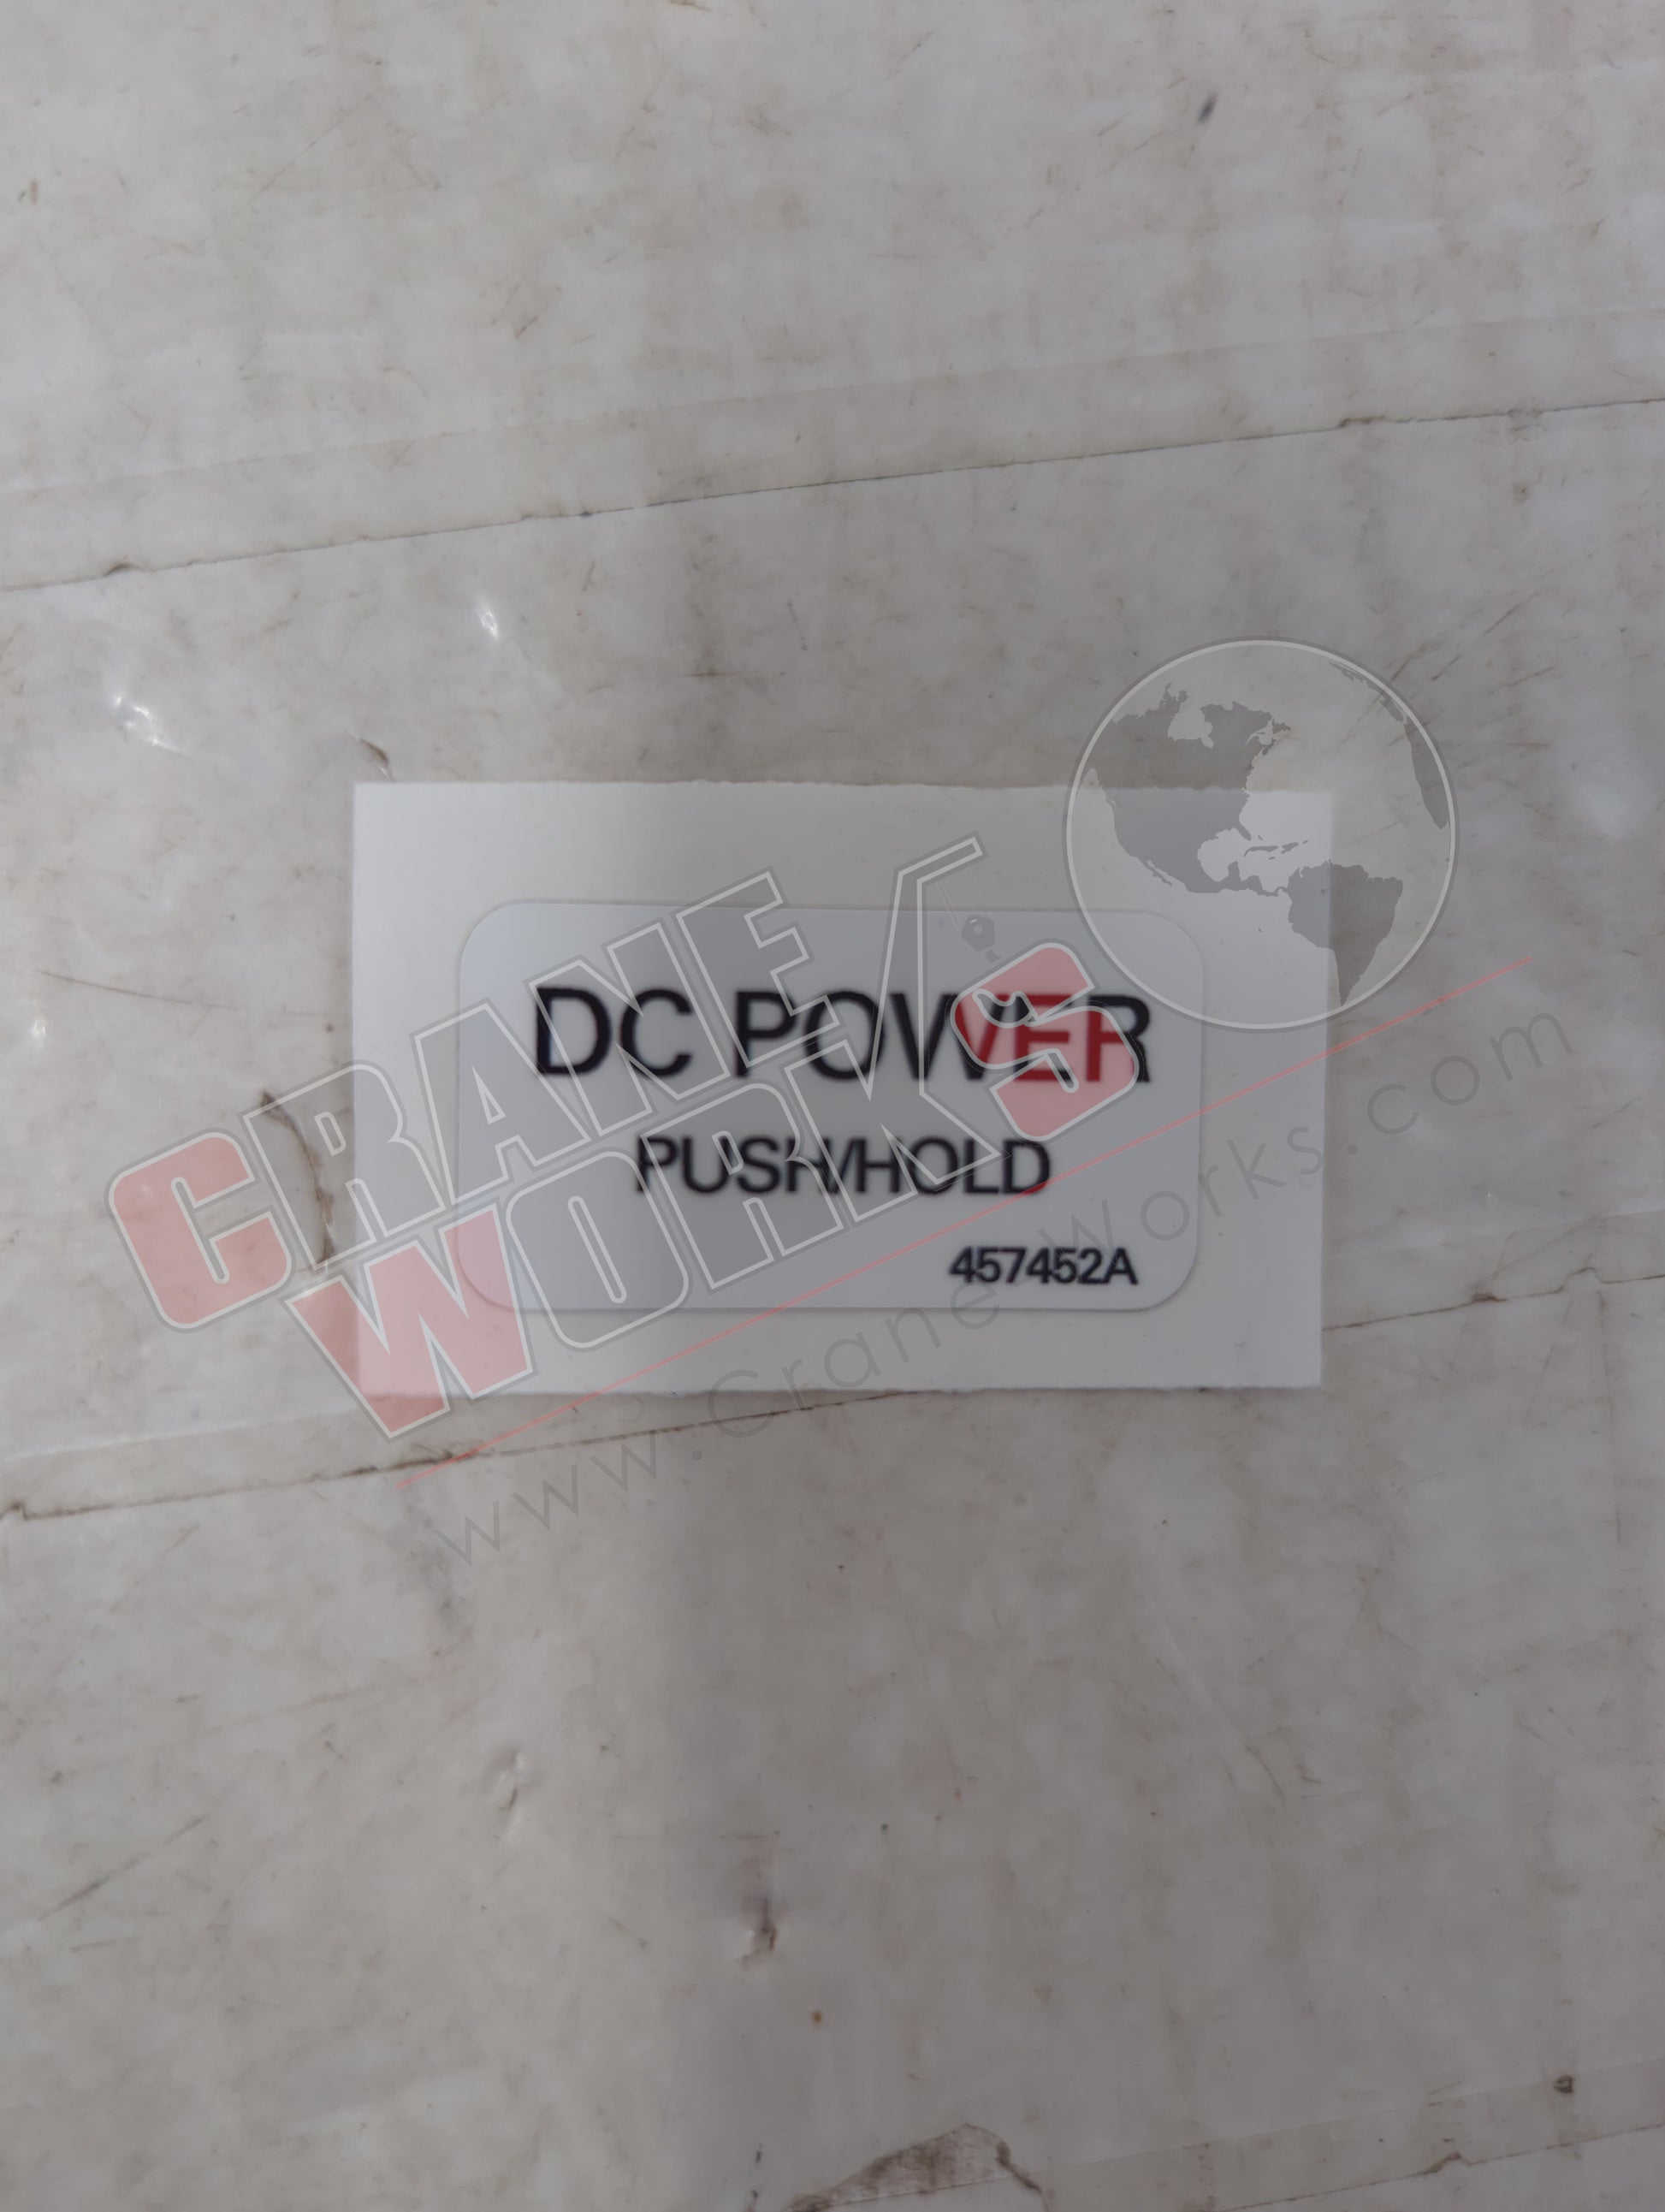 DC POWER
PUSH/HOLD
457452A
CRANE
WORKS
www.CraneWorks.com